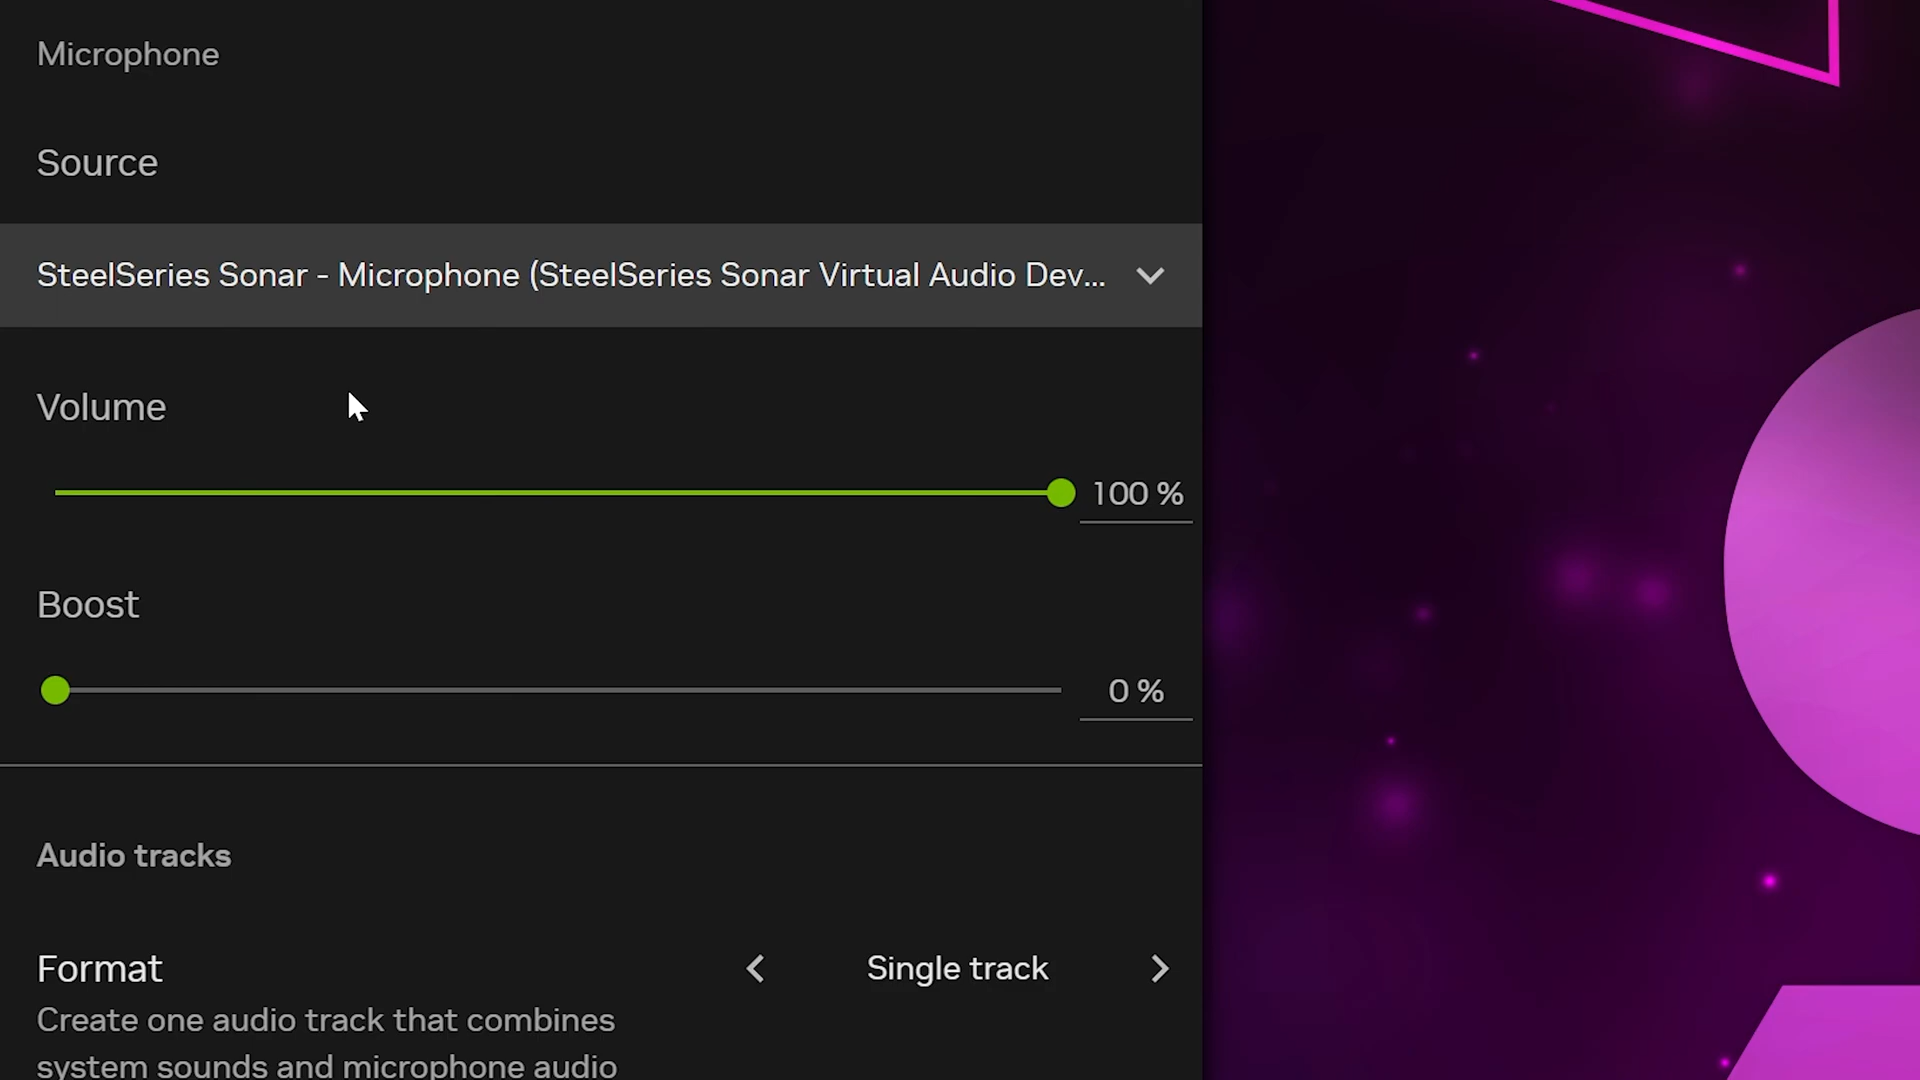 Microphone
Source
SteelSeries Sonar - Microphone (SteelSeries Sonar Virtual Audio Dev...
Volume
100 %
Boost
0 %
Audio tracks
Format
Single track
Create one audio track that combines
system sounds and microphone audio